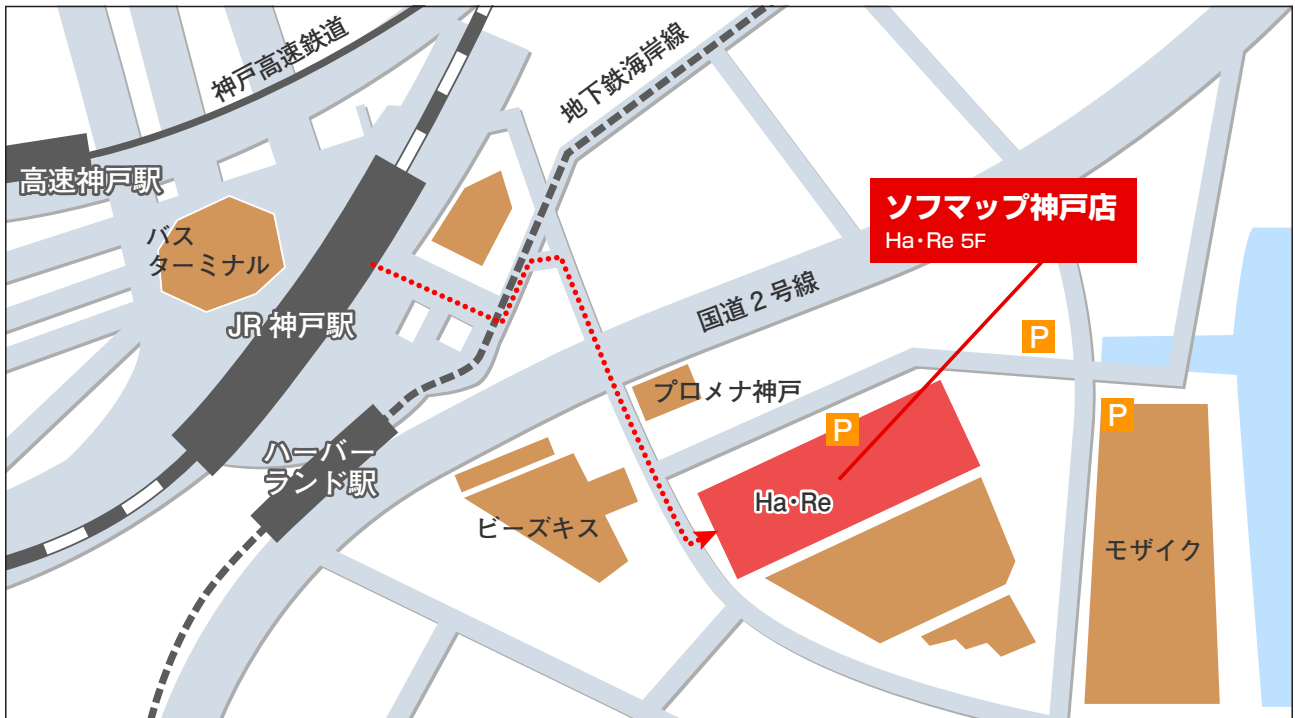 神戸高速鉄道
地下鉄海岸線
高速神戸駅
バス
ターミナル
ソフマップ神戸店
Ha・Re 5F
JR 神戸駅
国道2号線
P
プロメナ神戸
P
P
ハーバー
ランド駅
Ha・Re
ビーズキス
モザイク